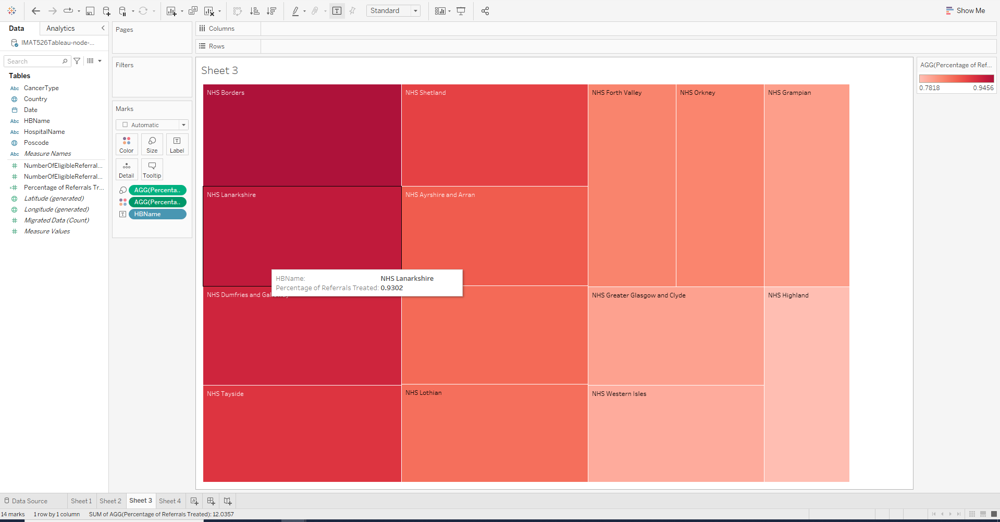 Standard
Show Me
Data
Analytics
IMAT526Tableau-node-...
Search
Tables
Abc CancerType
Country
Date
Abc HBName
Abc HospitalName
Poscode
Abc Measure Names
NumberOfEligibleReferral...
NumberOfEligibleReferral...
Percentage of Referrals Tr...
Latitude (generated)
Longitude (generated)
Migrated Data (Count)
Measure Values
Pages
Filters
Marks
Automatic
Color Size Label
Detail Tooltip
AGG(Percenta..
AGG(Percenta..
HBName
Columns
Rows
Sheet 3
NHS Borders
NHS Shetland
NHS Forth Valley
NHS Orkney
NHS Grampian
NHS Lanarkshire
NHS Ayrshire and Arran
HBName: NHS Lanarkshire
Percentage of Referrals Treated: 0.9302
NHS Dumfries and Galloway
NHS Greater Glasgow and Clyde
NHS Highland
NHS Tayside
NHS Lothian
NHS Western Isles
AGG(Percentage of Ref...
0.7818 0.9456
Data Source Sheet 1 Sheet 2 Sheet 3 Sheet 4
14 marks 1 row by 1 column SUM of AGG(Percentage of Referrals Treated): 12.0357